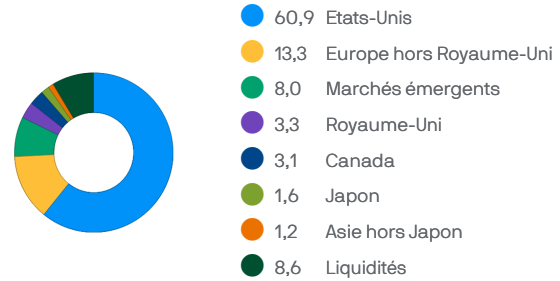 60,9 Etats-Unis
13,3 Europe hors Royaume-Uni
8,0 Marchés émergents
3,3 Royaume-Uni
3,1 Canada
1,6 Japon
1,2 Asie hors Japon
8,6 Liquidités